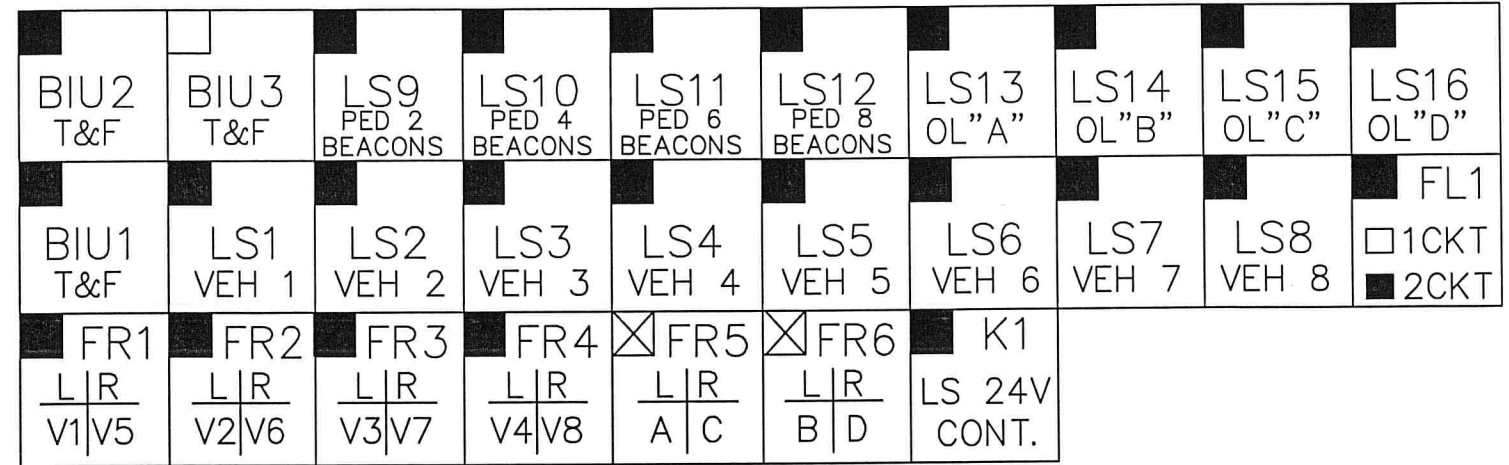 BIU2
T&F
BIU3
T&F
LS9
PED 2
BEACONS
LS10
PED 4
BEACONS
LS11
PED 6
BEACONS
LS12
PED 8
BEACONS
LS13
OL"A"
LS14
OL"B"
LS15
OL"C"
LS16
OL"D"
BIU1
T&F
LS1
VEH 1
LS2
VEH 2
LS3
VEH 3
LS4
VEH 4
LS5
VEH 5
LS6
VEH 6
LS7
VEH 7
LS8
VEH 8
FL1
1CKT
2CKT
FR1
L R
V1 V5
FR2
L R
V2 V6
FR3
L R
V3 V7
FR4
L R
V4 V8
FR5
L R
A C
FR6
L R
B D
K1
LS 24V
CONT.